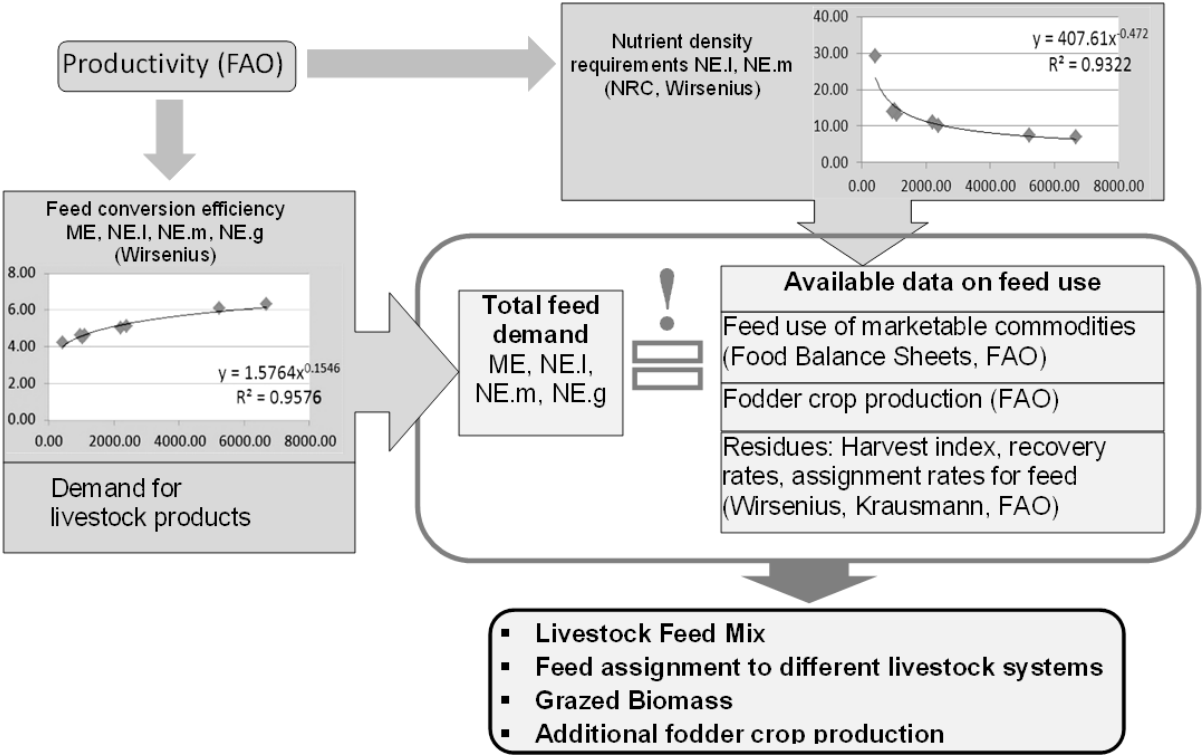 Productivity (FAO)
Nutrient density
requirements NE.l, NE.m
(NRC, Wirsenius)
40.00
30.00
20.00
10.00
0.00
0.00 2000.00 4000.00 6000.00 8000.00
y = 407.61x^-0.472
R² = 0.9322
Feed conversion efficiency
ME, NE.l, NE.m, NE.g
(Wirsenius)
8.00
6.00
4.00
2.00
0.00
0.00 2000.00 4000.00 6000.00 8000.00
y = 1.5764x^0.1546
R² = 0.9576
Demand for
livestock products
Total feed
demand
ME, NE.l,
NE.m, NE.g
!
=
Available data on feed use
Feed use of marketable commodities
(Food Balance Sheets, FAO)
Fodder crop production (FAO)
Residues: Harvest index, recovery
rates, assignment rates for feed
(Wirsenius, Krausmann, FAO)
▪ Livestock Feed Mix
▪ Feed assignment to different livestock systems
▪ Grazed Biomass
▪ Additional fodder crop production